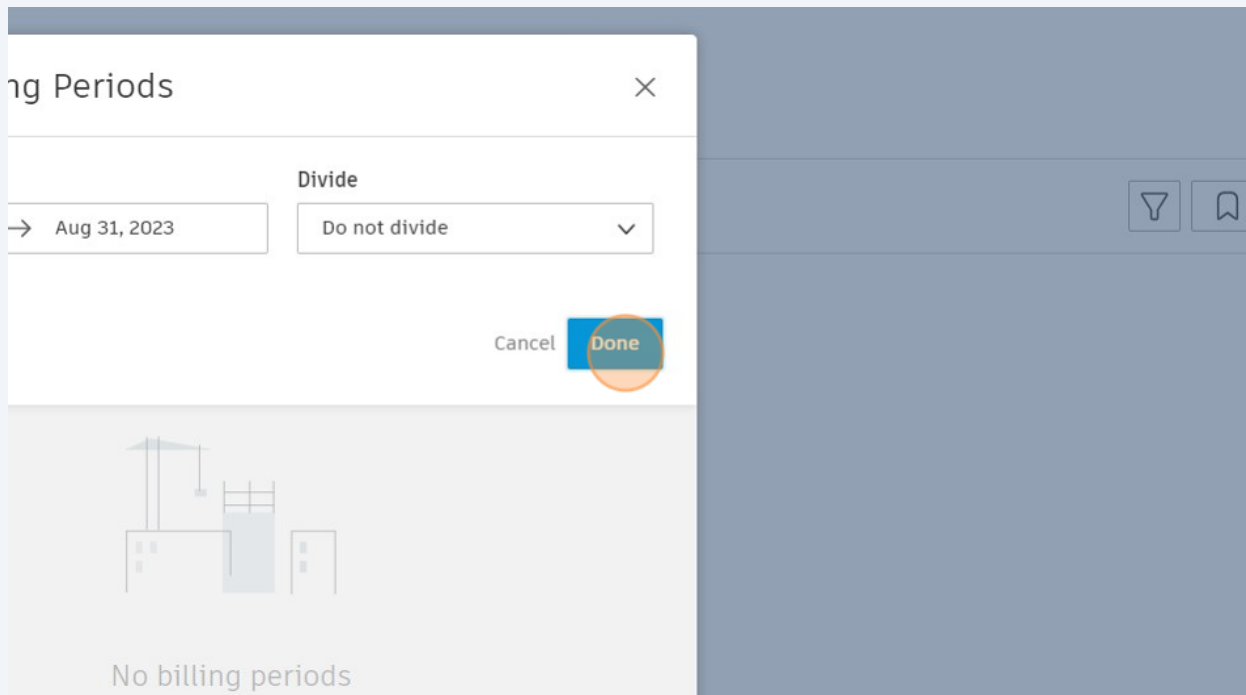 ng Periods
Divide
→ Aug 31, 2023
Do not divide
Cancel
Done
No billing periods